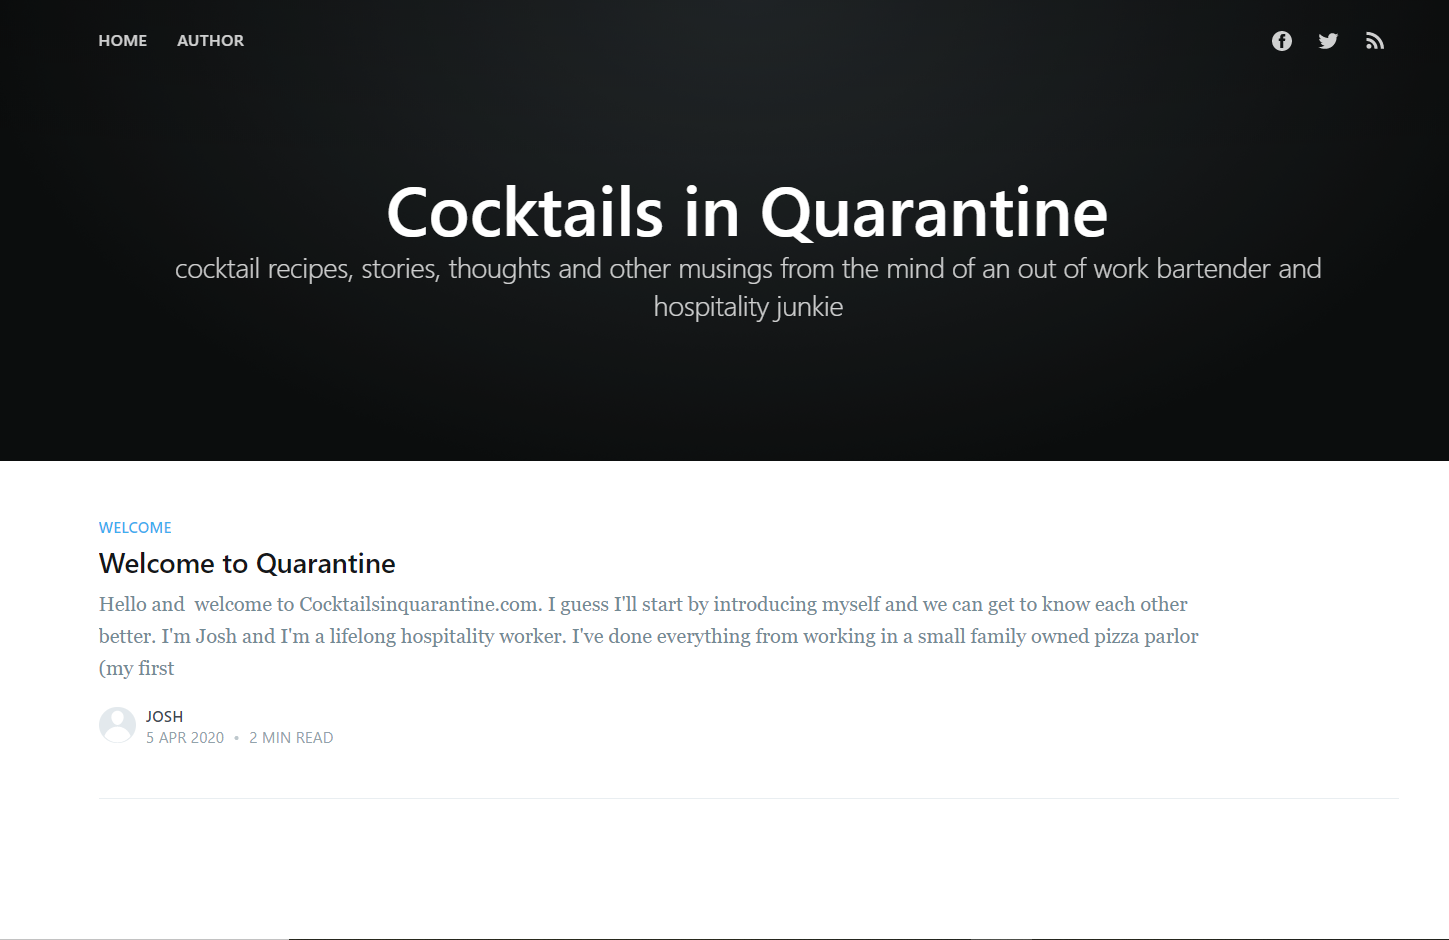 HOME AUTHOR
Cocktails in Quarantine
cocktail recipes, stories, thoughts and other musings from the mind of an out of work bartender and
hospitality junkie
WELCOME
Welcome to Quarantine
Hello and  welcome to Cocktailsinquarantine.com. I guess I'll start by introducing myself and we can get to know each other
better. I'm Josh and I'm a lifelong hospitality worker. I've done everything from working in a small family owned pizza parlor
(my first
JOSH
5 APR 2020 • 2 MIN READ